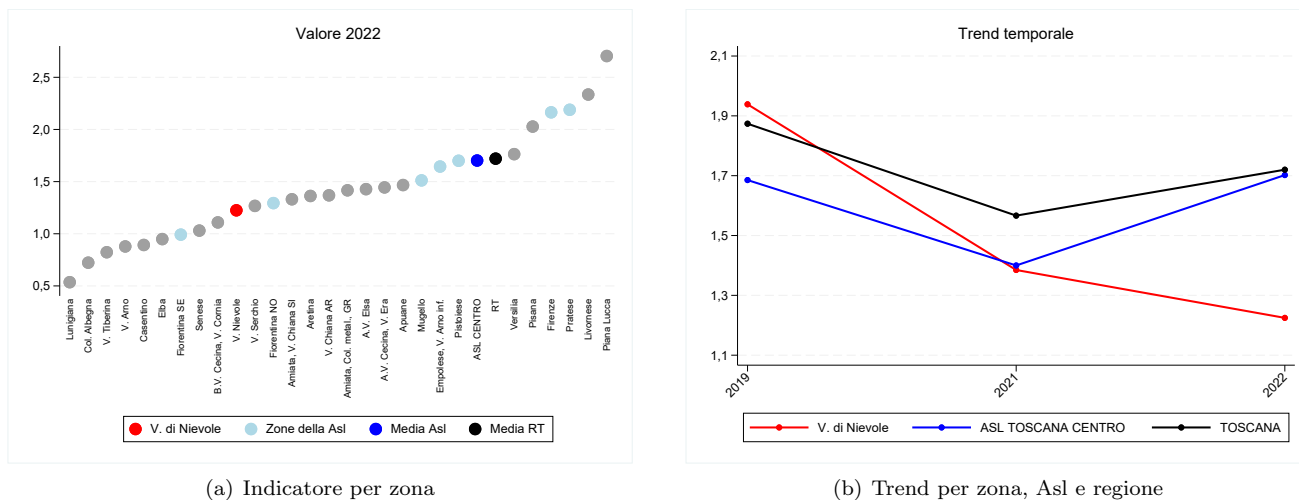 Valore 2022
2,5
2,0
1,5
1,0
0,5
Lunigiana
Col. Albegna
V. Tiberina
V. Arno
Casentino
Elba
Fiorentina SE
Senese
B.V. Cecina, V. Cornia
V. Nievole
V. Serchio
Fiorentina NO
Amiata, V. Chiana SI
Aretina
V. Chiana AR
Amiata, Col. metal., GR
A.V. Elsa
A.V. Cecina, V. Era
Apuane
Mugello
Empolese, V. Arno inf.
Pistoiese
ASL CENTRO
RT
Versilia
Pisana
Firenze
Pratese
Livornese
Piana Lucca
V. di Nievole Zone della Asl Media Asl Media RT
(a) Indicatore per zona
Trend temporale
2,1
1,9
1,7
1,5
1,3
1,1
2019
2021
2022
V. di Nievole ASL TOSCANA CENTRO TOSCANA
(b) Trend per zona, Asl e regione